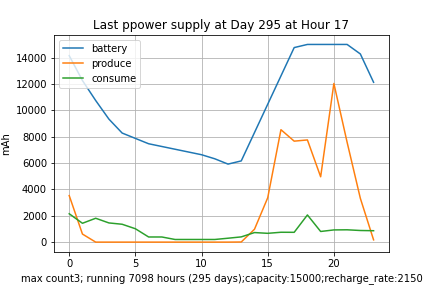 Last ppower supply at Day 295 at Hour 17
battery
produce
consume
14000
12000
10000
8000
6000
4000
2000
0
mAh
0 5 10 15 20
max count3; running 7098 hours (295 days);capacity:15000;recharge_rate:2150